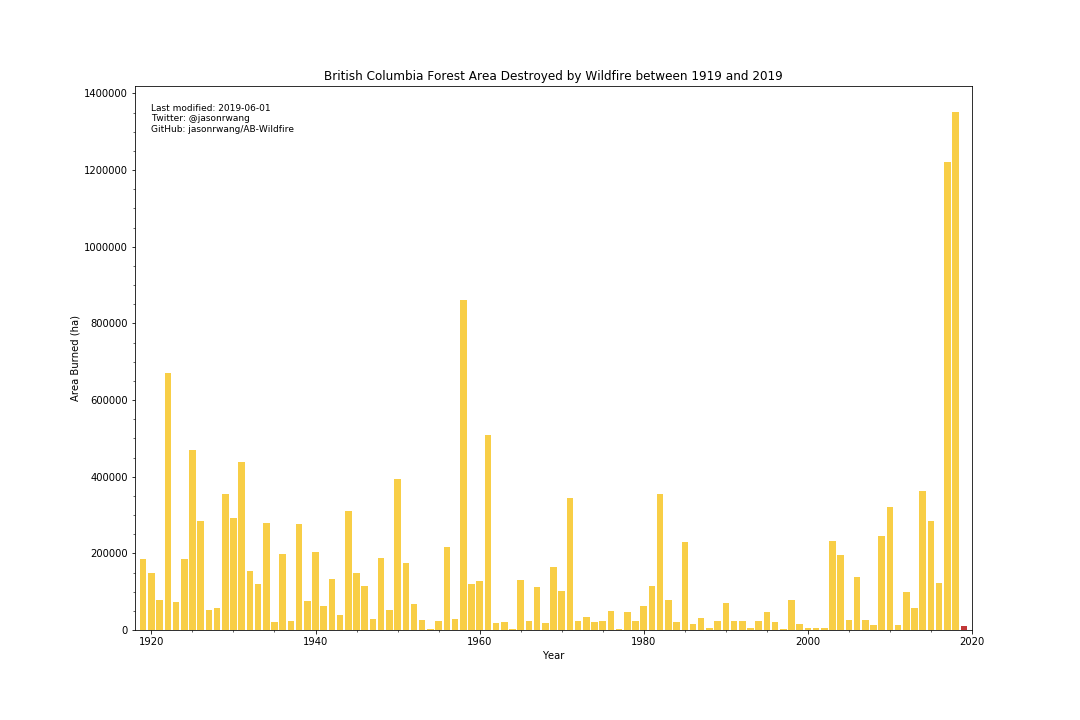 British Columbia Forest Area Destroyed by Wildfire between 1919 and 2019
Last modified: 2019-06-01
Twitter: @jasonrwang
GitHub: jasonrwang/AB-Wildfire
1400000
1200000
1000000
800000
600000
400000
200000
0
Area Burned (ha)
1920 1940 1960 1980 2000 2020
Year